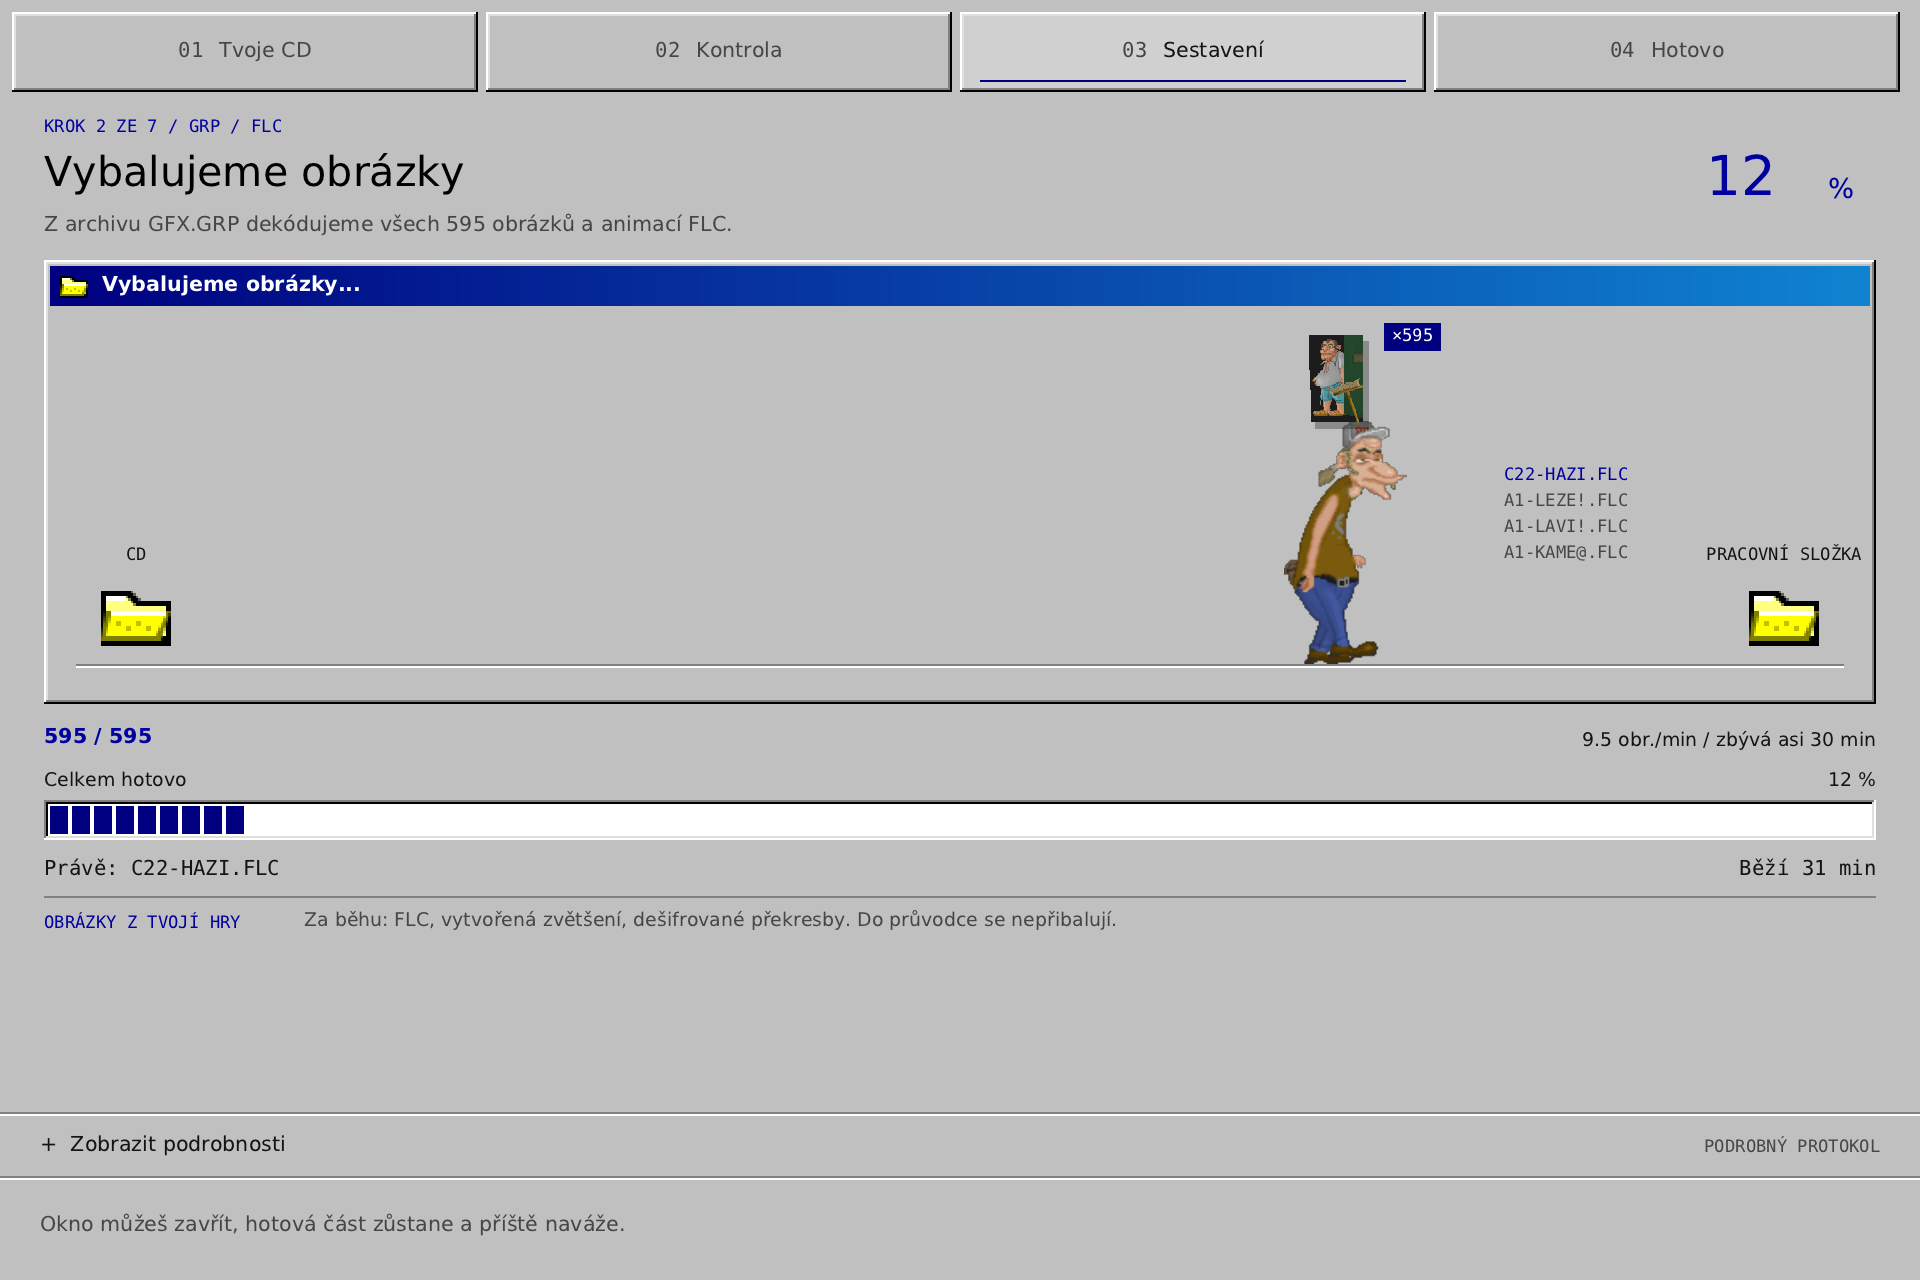 01 Tvoje CD
02 Kontrola
03 Sestavení
04 Hotovo
KROK 2 ZE 7 / GRP / FLC
Vybalujeme obrázky
12 %
Z archivu GFX.GRP dekódujeme všech 595 obrázků a animací FLC.
Vybalujeme obrázky...
×595
C22-HAZI.FLC
A1-LEZE!.FLC
A1-LAVI!.FLC
A1-KAME@.FLC
CD
PRACOVNÍ SLOŽKA
595 / 595
9.5 obr./min / zbývá asi 30 min
Celkem hotovo
12 %
Právě: C22-HAZI.FLC
Běží 31 min
OBRÁZKY Z TVOJÍ HRY
Za běhu: FLC, vytvořená zvětšení, dešifrované překresby. Do průvodce se nepřibalují.
+ Zobrazit podrobnosti
PODROBNÝ PROTOKOL
Okno můžeš zavřít, hotová část zůstane a příště naváže.